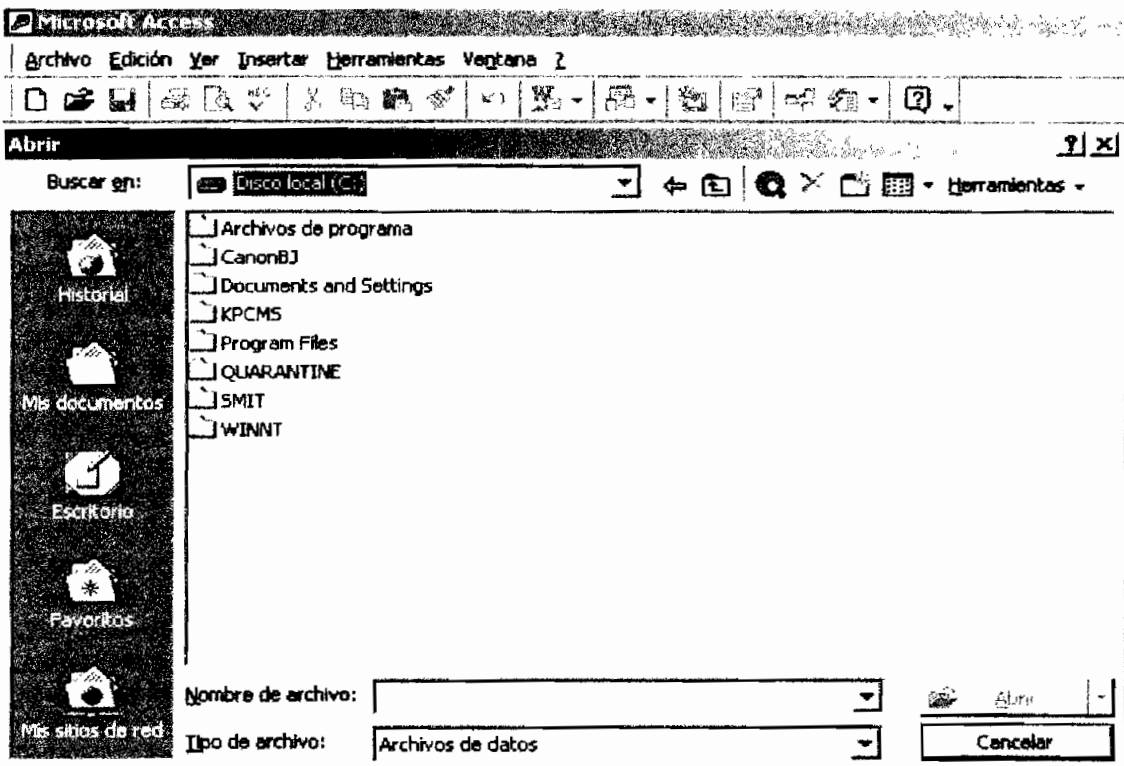 Microsoft Access
Archivo Edición Ver Insertar Herramientas Ventana ?
Abrir
Buscar en: Disco local (C:) Herramientas
Archivos de programa
CanonBJ
Documents and Settings
KPCMS
Program Files
QUARANTINE
SMIT
WINNT
Historial
Mis documentos
Escritorio
Favoritos
Mis sitios de red
Nombre de archivo: Abrir
Tipo de archivo: Archivos de datos Cancelar